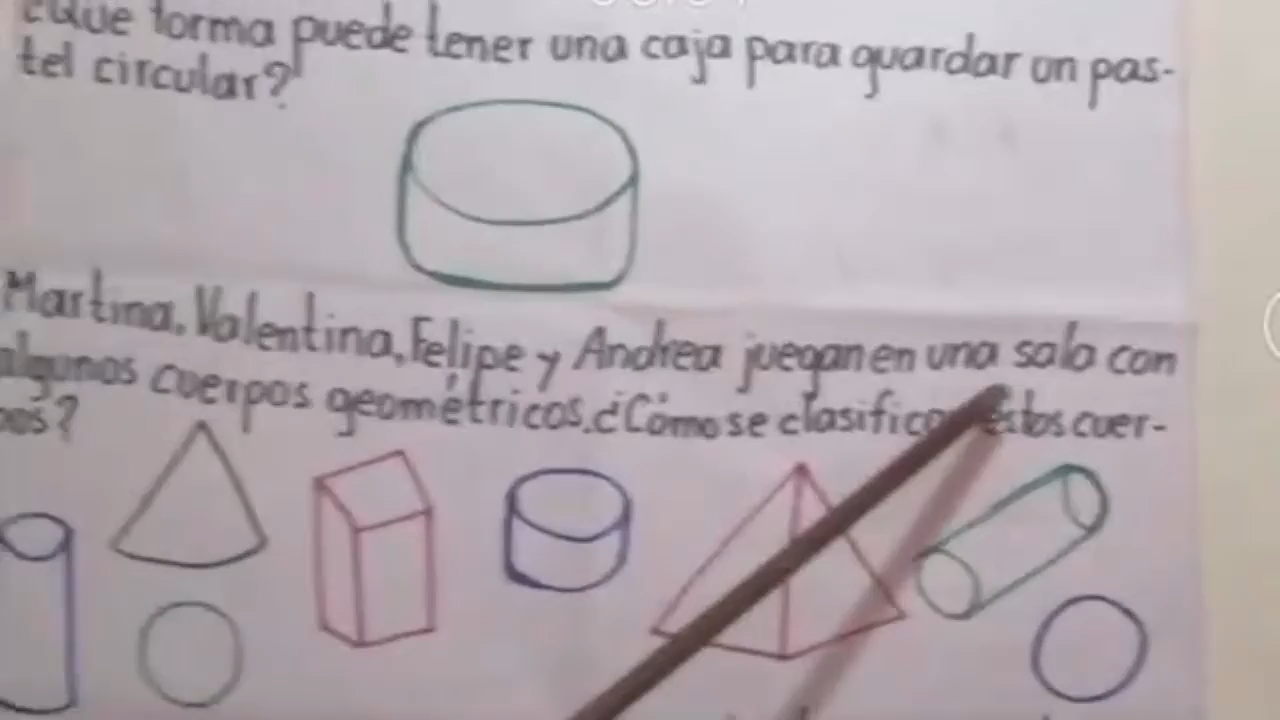 ¿Que forma puede tener una caja para guardar un pas-
tel circular?
Martina, Valentina, Felipe y Andrea juegan en una sala con
algunos cuerpos geométricos. ¿Cómo se clasifican estos cuer-
pos?